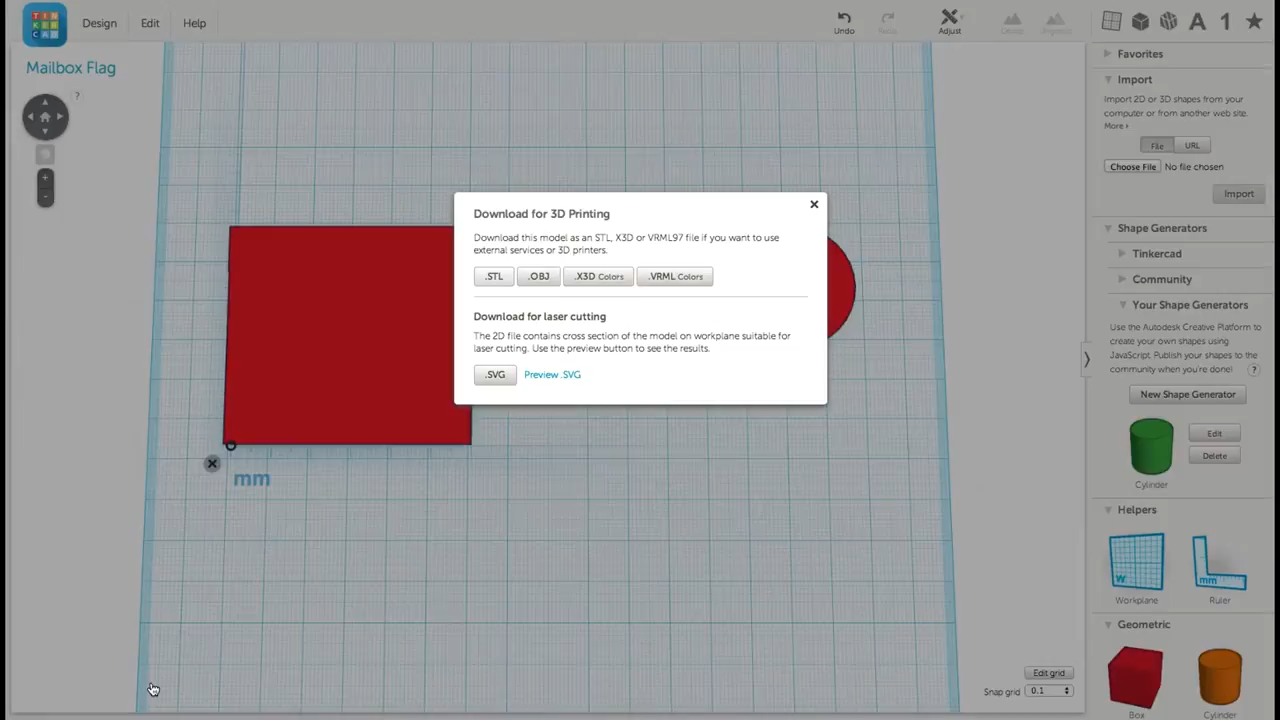 TIN
KER
CAD
Design
Edit
Help
Undo
Redo
Adjust
Group
A
1
Mailbox Flag
?
+
-
mm
Download for 3D Printing
Download this model as an STL, X3D or VRML97 file if you want to use
external services or 3D printers.
.STL
.OBJ
.X3D Colors
.VRML Colors
Download for laser cutting
The 2D file contains cross section of the model on workplane suitable for
laser cutting. Use the preview button to see the results.
.SVG
Preview .SVG
Favorites
Import
Import 2D or 3D shapes from your
computer or from another web site.
More
File
URL
Choose File No file chosen
Import
Shape Generators
Tinkercad
Community
Your Shape Generators
Use the Autodesk Creative Platform to
create your own shapes using
JavaScript. Publish your shapes to the
community when you're done!
?
New Shape Generator
Edit
Delete
Cylinder
Helpers
W
mm
Workplane
Ruler
Geometric
Box
Cylinder
Edit grid
Snap grid 0.1